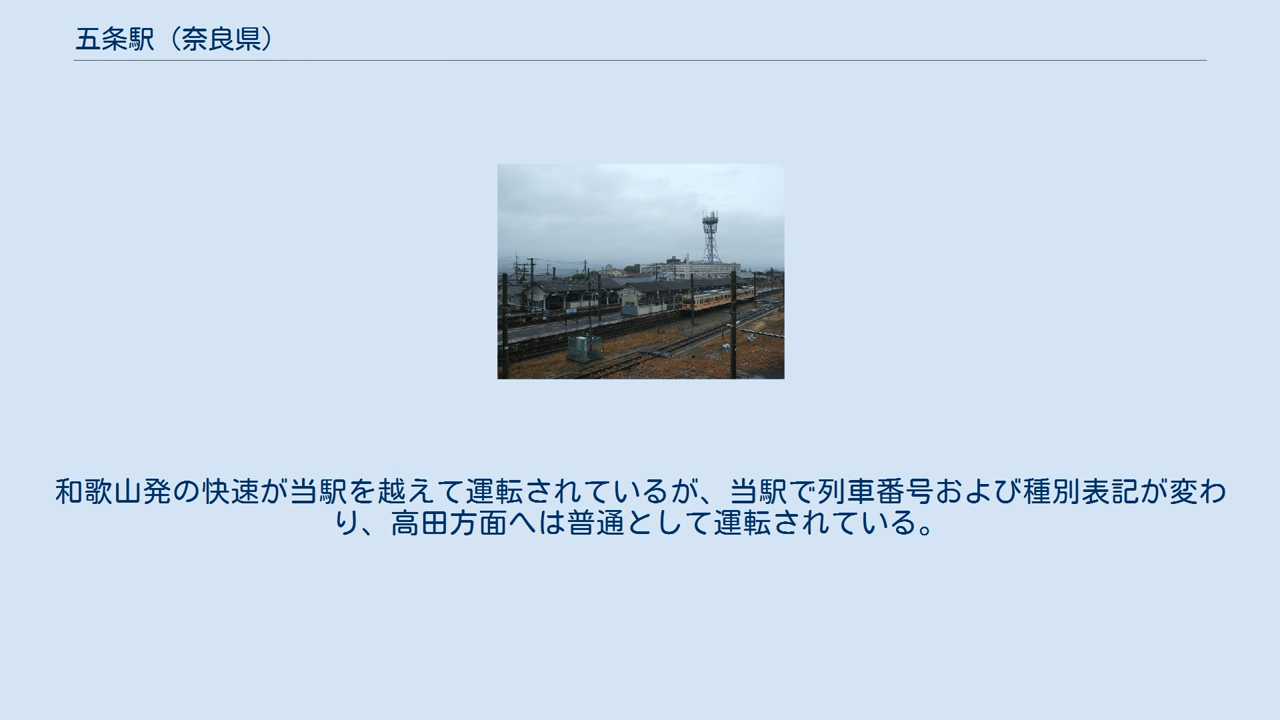 五条駅（奈良県）
和歌山発の快速が当駅を越えて運転されているが、当駅で列車番号および種別表記が変わ
り、高田方面へは普通として運転されている。